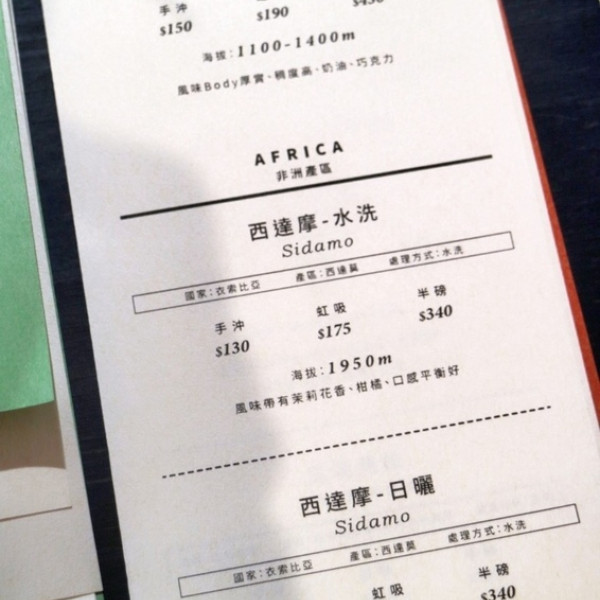 手沖
$150 $190 $430
海拔:1100-1400m
風味Body厚實、稠度高、奶油、巧克力
AFRICA
非洲產區
西達摩-水洗
Sidamo
國家:衣索比亞 產區:西達莫 處理方式:水洗
手沖 虹吸 半磅
$130 $175 $340
海拔:1950m
風味帶有茉莉花香、柑橘、口感平衡好
西達摩-日曬
Sidamo
國家:衣索比亞 產區:西達莫 處理方式:水洗
虹吸 半磅
$340